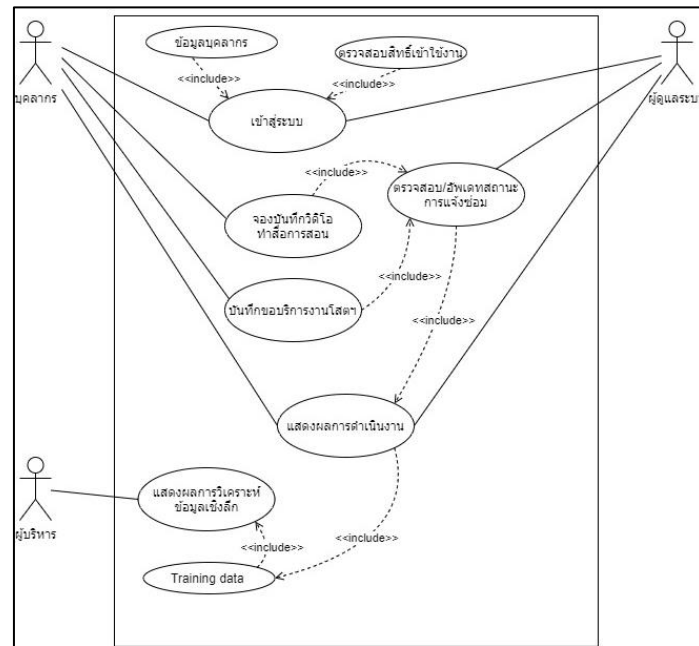 ข้อมูลบุคลากร
ตรวจสอบสิทธิ์เข้าใช้งาน
<<include>>
<<include>>
บุคลากร
ผู้ดูแลระบบ
เข้าสู่ระบบ
<<include>>
ตรวจสอบ/อัพเดทสถานะ
การแจ้งซ่อม
จองบันทึกวิดิโอ
ทำสื่อการสอน
<<include>>
บันทึกขอบริการงานโสตฯ
<<include>>
แสดงผลการดำเนินงาน
แสดงผลการวิเคราะห์
ข้อมูลเชิงลึก
ผู้บริหาร
<<include>>
<<include>>
Training data